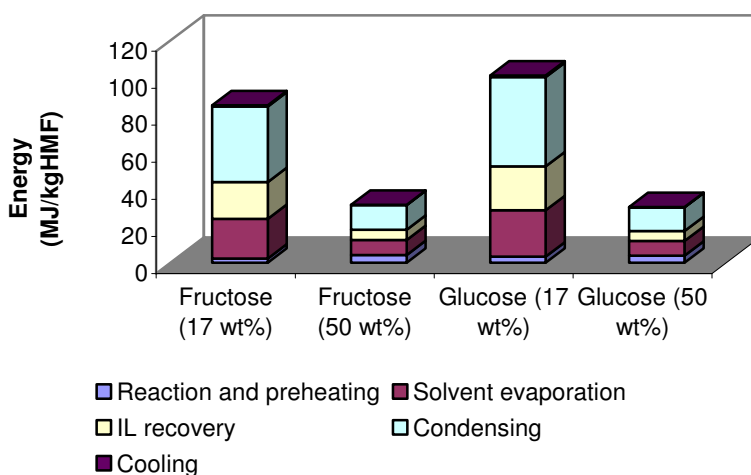 Energy
(MJ/kgHMF)
120
100
80
60
40
20
0
Fructose
(17 wt%)
Fructose
(50 wt%)
Glucose (17
wt%)
Glucose (50
wt%)
Reaction and preheating
Solvent evaporation
IL recovery
Condensing
Cooling